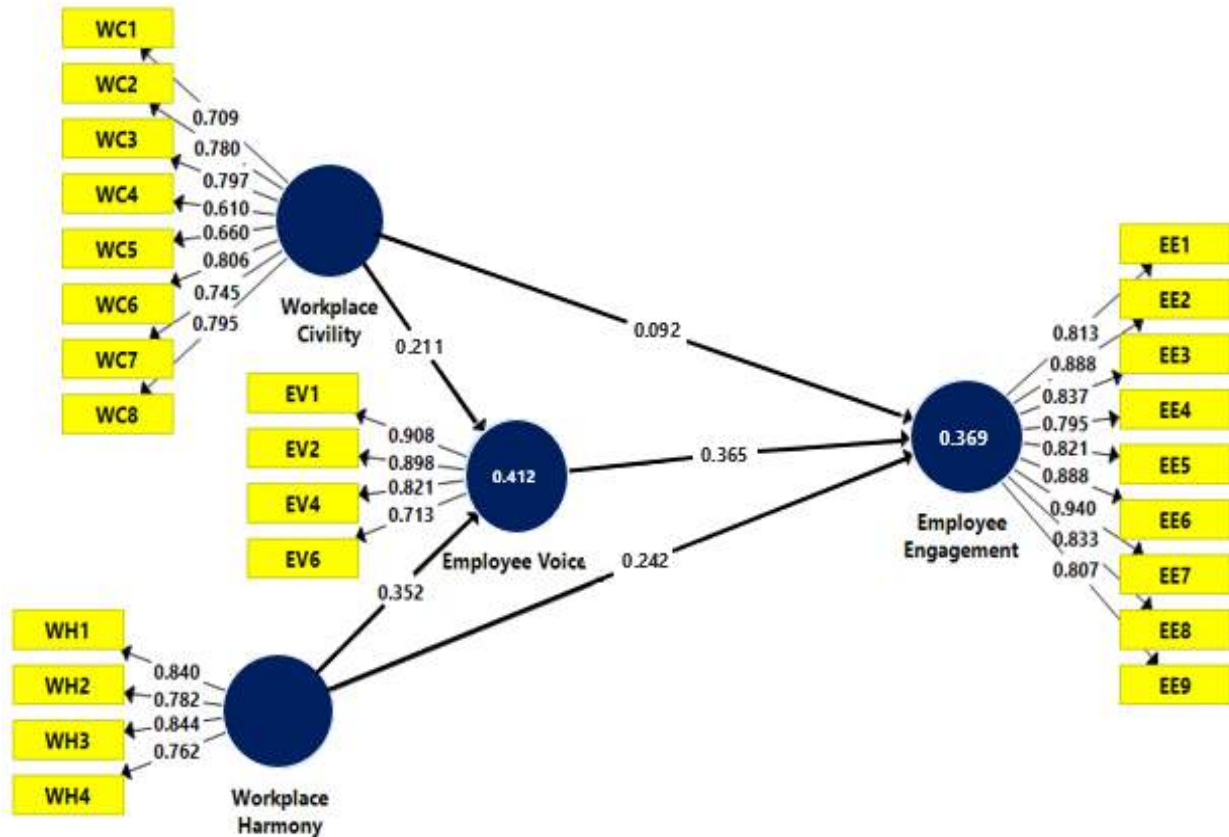 WC1
WC2
WC3
WC4
WC5
WC6
WC7
WC8
0.709
0.780
0.797
0.610
0.660
0.806
0.745
0.795
Workplace
Civility
0.211
0.092
EV1
EV2
EV4
EV6
0.908
0.898
0.821
0.713
0.412
Employee Voice
0.365
0.352
0.242
WH1
WH2
WH3
WH4
0.840
0.782
0.844
0.762
Workplace
Harmony
0.369
Employee
Engagement
0.813
0.888
0.837
0.795
0.821
0.888
0.940
0.833
0.807
EE1
EE2
EE3
EE4
EE5
EE6
EE7
EE8
EE9